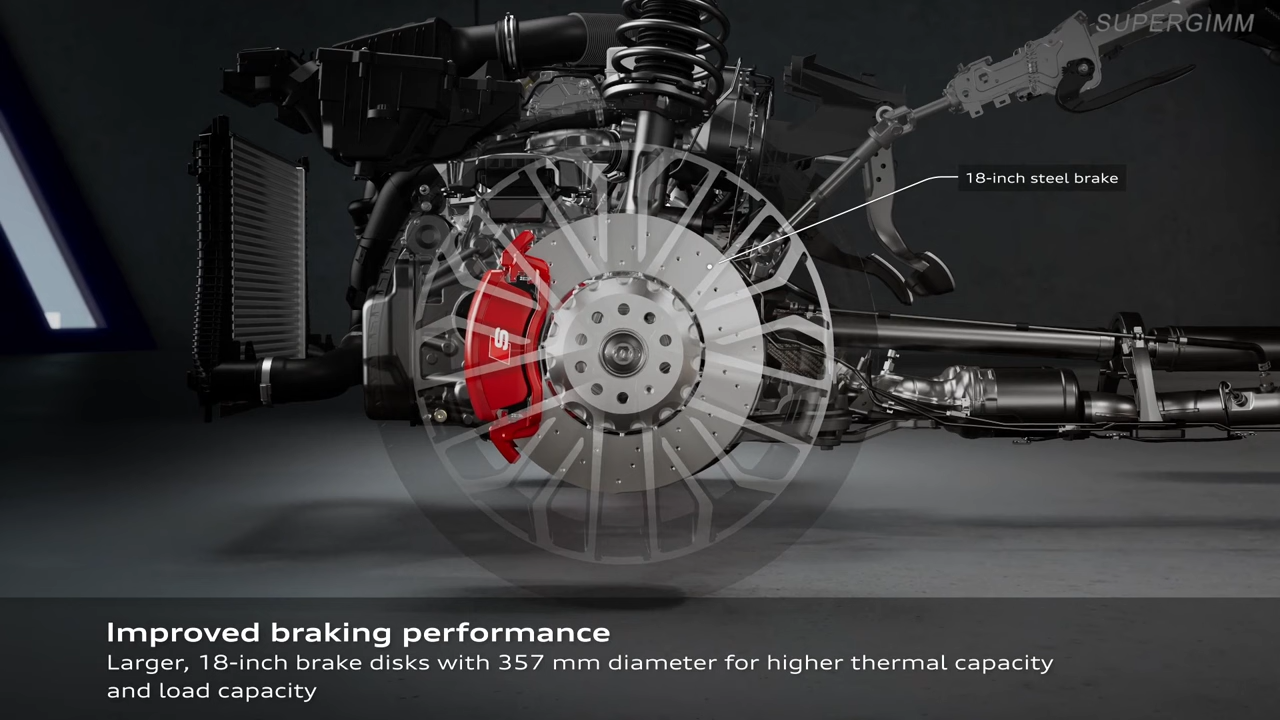 SUPERGIMM
18-inch steel brake
S
Improved braking performance
Larger, 18-inch brake disks with 357 mm diameter for higher thermal capacity
and load capacity